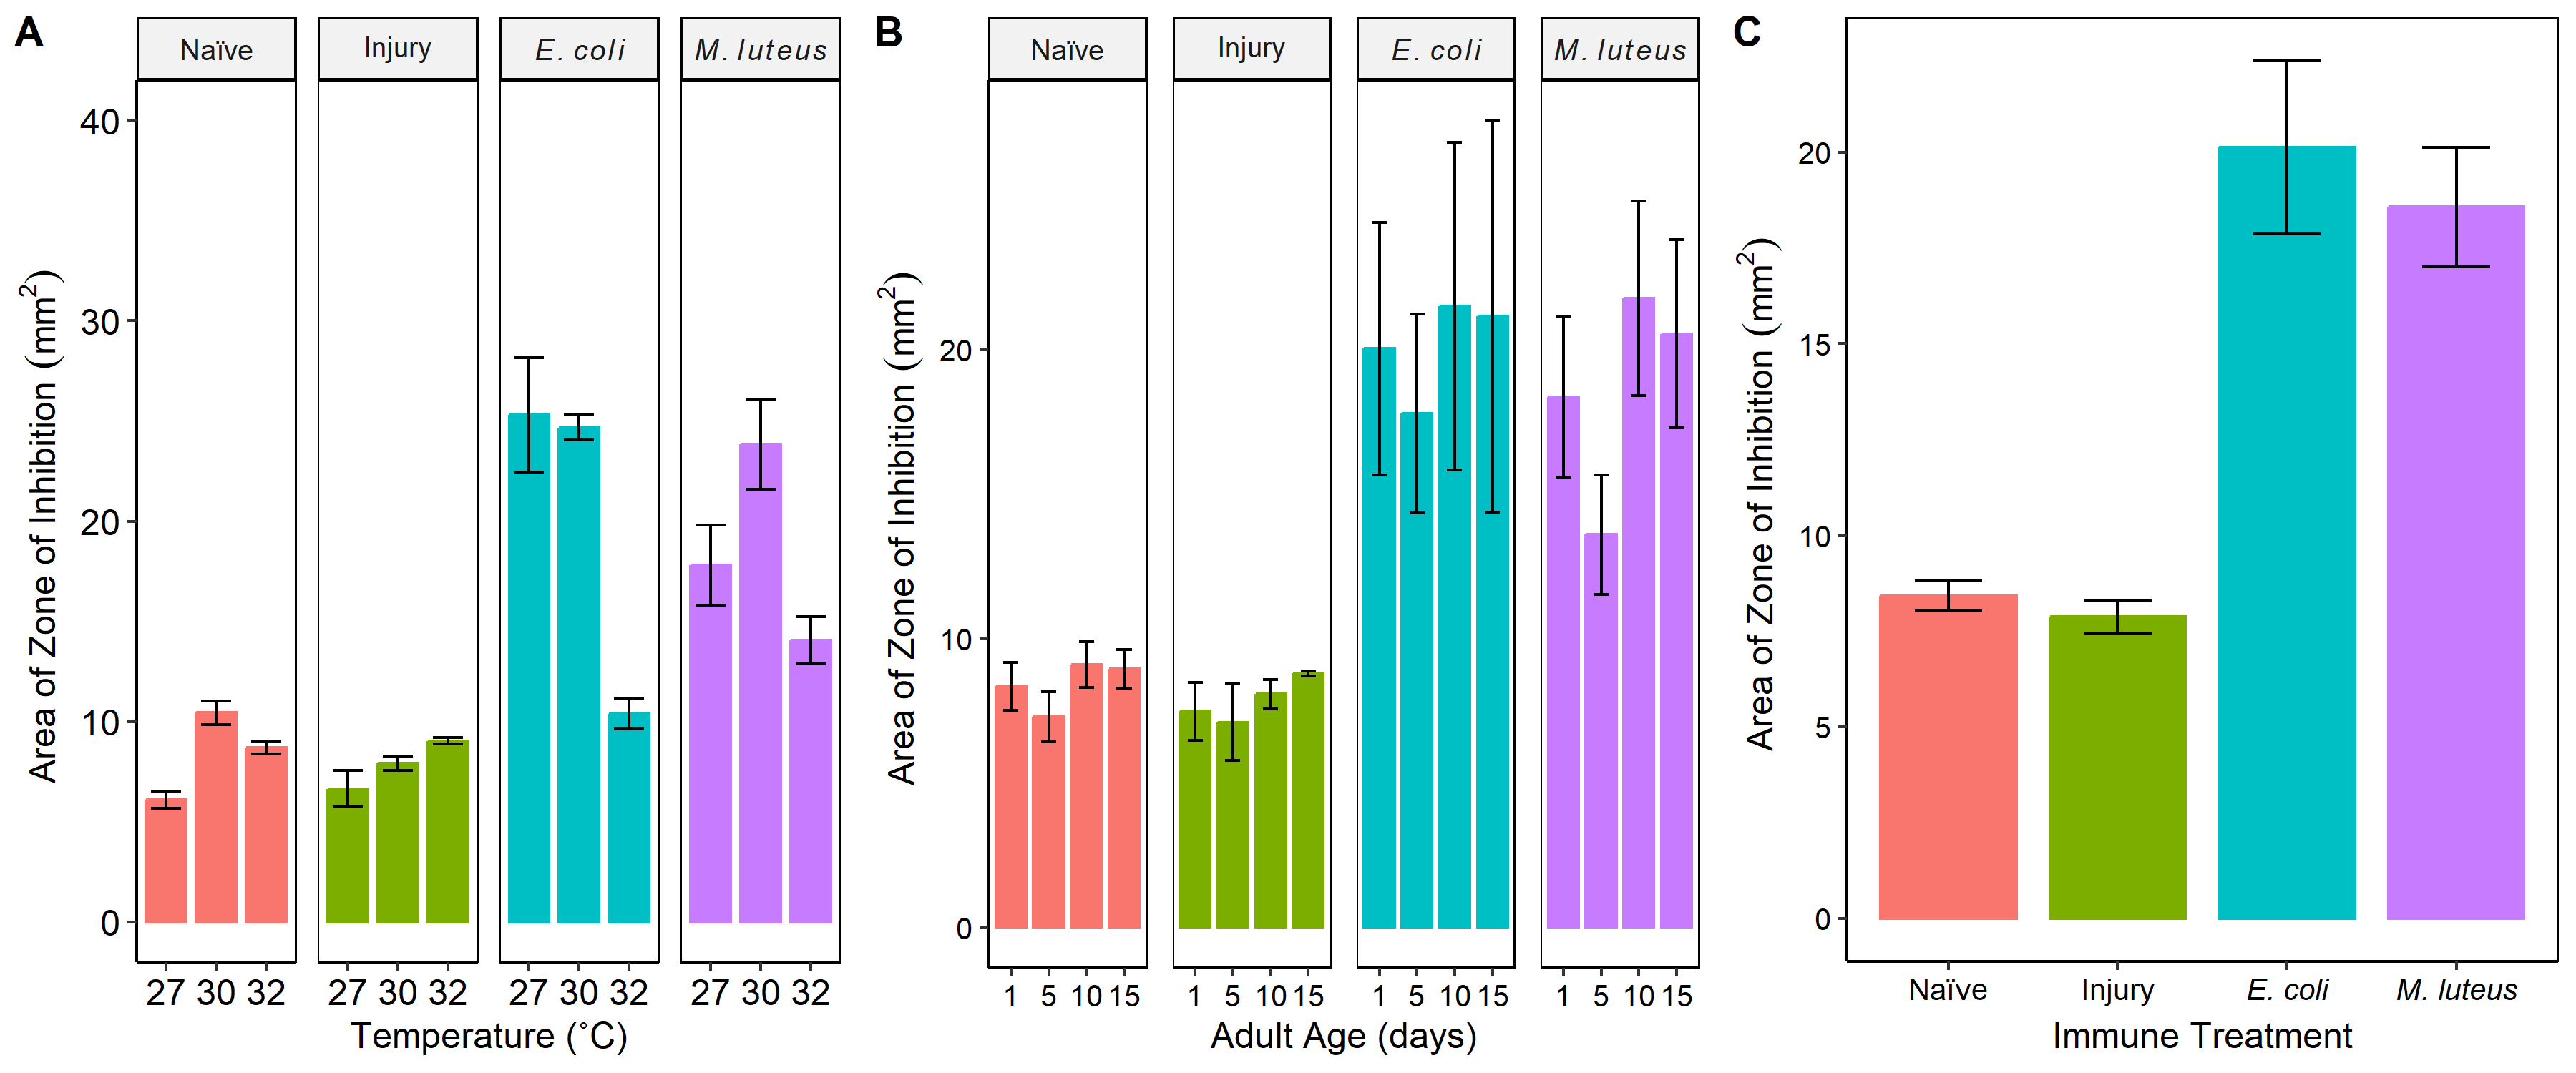 A
Naïve
Injury
E. coli
M. luteus
Area of Zone of Inhibition (mm²)
40
30
20
10
0
27 30 32
27 30 32
27 30 32
27 30 32
Temperature (°C)
B
Naïve
Injury
E. coli
M. luteus
Area of Zone of Inhibition (mm²)
20
10
0
1 5 10 15
1 5 10 15
1 5 10 15
1 5 10 15
Adult Age (days)
C
Area of Zone of Inhibition (mm²)
20
15
10
5
0
Naïve
Injury
E. coli
M. luteus
Immune Treatment